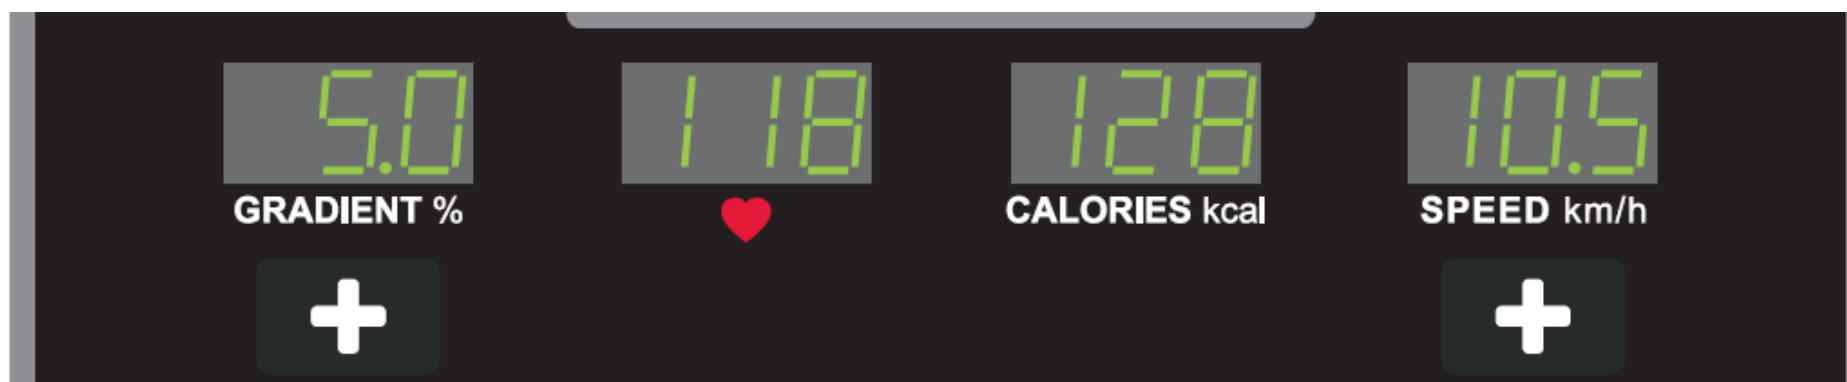 5.0 118 128 10.5
GRADIENT % CALORIES kcal SPEED km/h